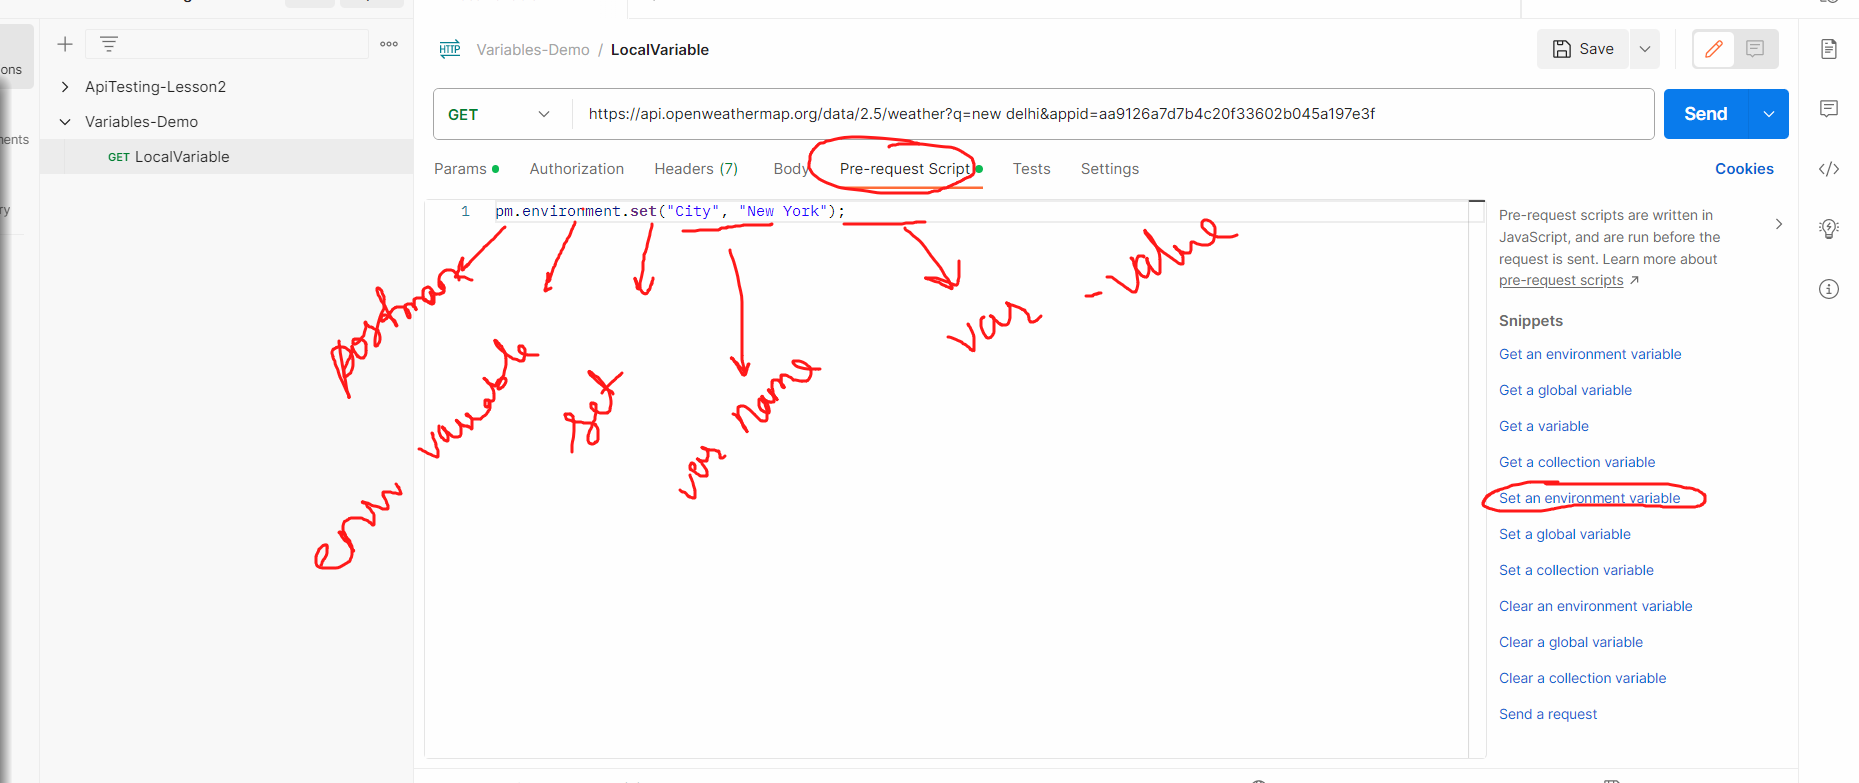 Variables-Demo / LocalVariable
Save
ons
ApiTesting-Lesson2
Variables-Demo
GET LocalVariable
GET
https://api.openweathermap.org/data/2.5/weather?q=new delhi&appid=aa9126a7d7b4c20f33602b045a197e3f
Send
Params
Authorization
Headers (7)
Body
Pre-request Script
Tests
Settings
Cookies
1 pm.environment.set("City", "New York");
postman
env variable
set
var name
var - value
Pre-request scripts are written in
JavaScript, and are run before the
request is sent. Learn more about
pre-request scripts
Snippets
Get an environment variable
Get a global variable
Get a variable
Get a collection variable
Set an environment variable
Set a global variable
Set a collection variable
Clear an environment variable
Clear a global variable
Clear a collection variable
Send a request